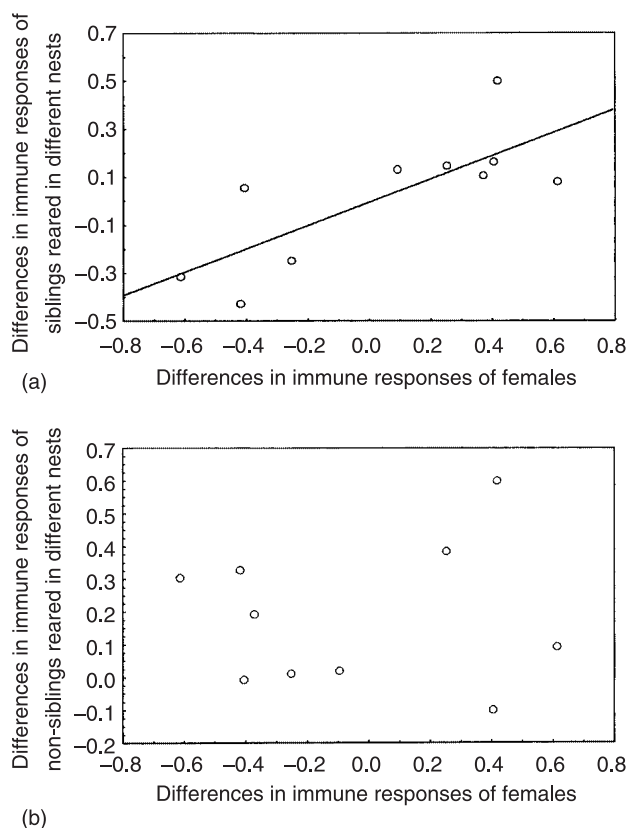 (a)
Differences in immune responses of
siblings reared in different nests
0.7
0.5
0.3
0.1
−0.1
−0.3
−0.5
−0.8 −0.6 −0.4 −0.2 0.0 0.2 0.4 0.6 0.8
Differences in immune responses of females
(b)
Differences in immune responses of
non-siblings reared in different nests
0.7
0.6
0.5
0.4
0.3
0.2
0.1
0.0
−0.1
−0.2
−0.8 −0.6 −0.4 −0.2 0.0 0.2 0.4 0.6 0.8
Differences in immune responses of females